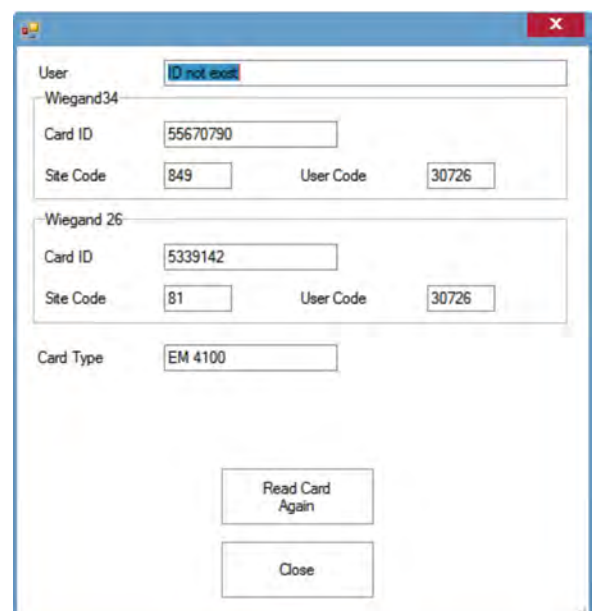 x
User ID not exist
Wiegand34
Card ID 55670790
Site Code 849 User Code 30726
Wiegand 26
Card ID 5339142
Site Code 81 User Code 30726
Card Type EM 4100
Read Card
Again
Close